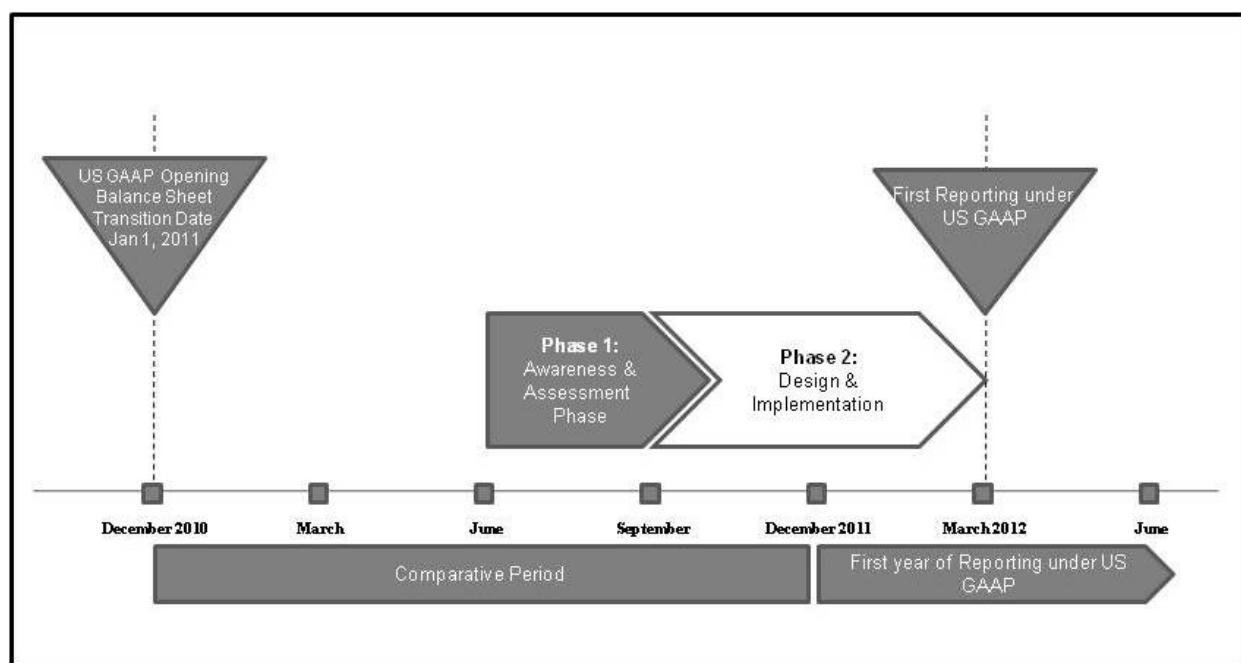 US GAAP Opening
Balance Sheet
Transition Date
Jan 1, 2011
First Reporting under
US GAAP
Phase 1:
Awareness &
Assessment
Phase
Phase 2:
Design &
Implementation
December 2010
March
June
September
December 2011
March 2012
June
Comparative Period
First year of Reporting under US
GAAP